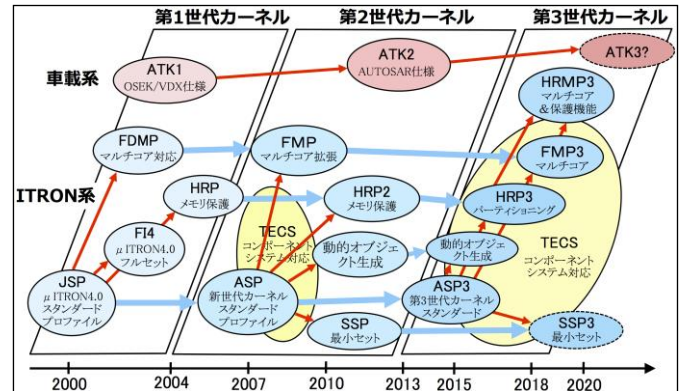 第1世代カーネル
第2世代カーネル
第3世代カーネル
車載系
ATK1
OSEK/VDX仕様
ATK2
AUTOSAR仕様
ATK3?
HRMP3
マルチコア
&保護機能
ITRON系
FDMP
マルチコア対応
FMP
マルチコア拡張
FMP3
マルチコア
HRP
メモリ保護
HRP2
メモリ保護
HRP3
パーティショニング
FI4
μITRON4.0
フルセット
TECS
コンポーネント
システム対応
動的オブジェ
クト生成
動的オブジェ
クト生成
TECS
コンポーネント
システム対応
JSP
μITRON4.0
スタンダード
プロファイル
ASP
新世代カーネル
スタンダード
プロファイル
ASP3
第3世代カーネル
スタンダード
SSP
最小セット
SSP3
最小セット
2000
2004
2007
2010
2013
2015
2018
2020